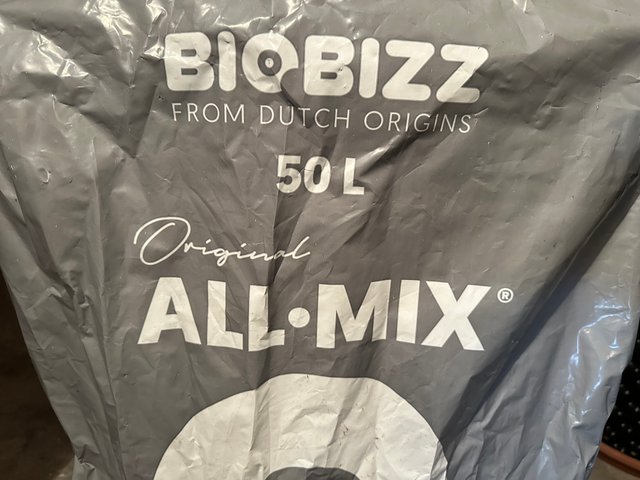 BIOBIZZ
FROM DUTCH ORIGINS
50 L
Original
ALL•MIX®